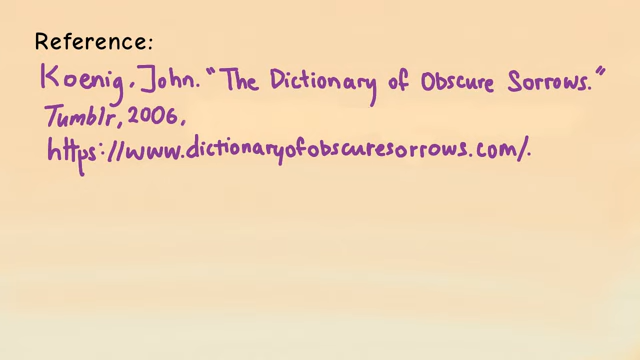 Reference:
Koenig, John. "The Dictionary of Obscure Sorrows."
Tumblr, 2006,
https://www.dictionaryofobscuresorrows.com/.